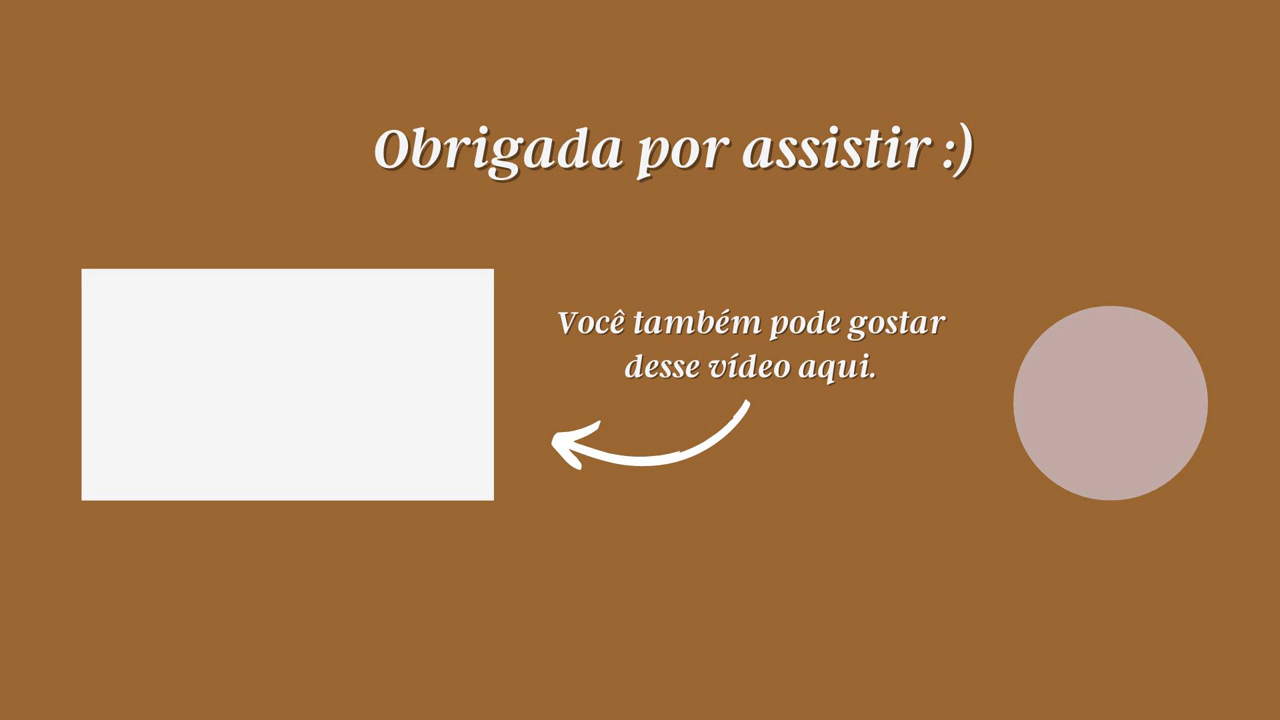 Obrigada por assistir :)
Você também pode gostar
desse vídeo aqui.